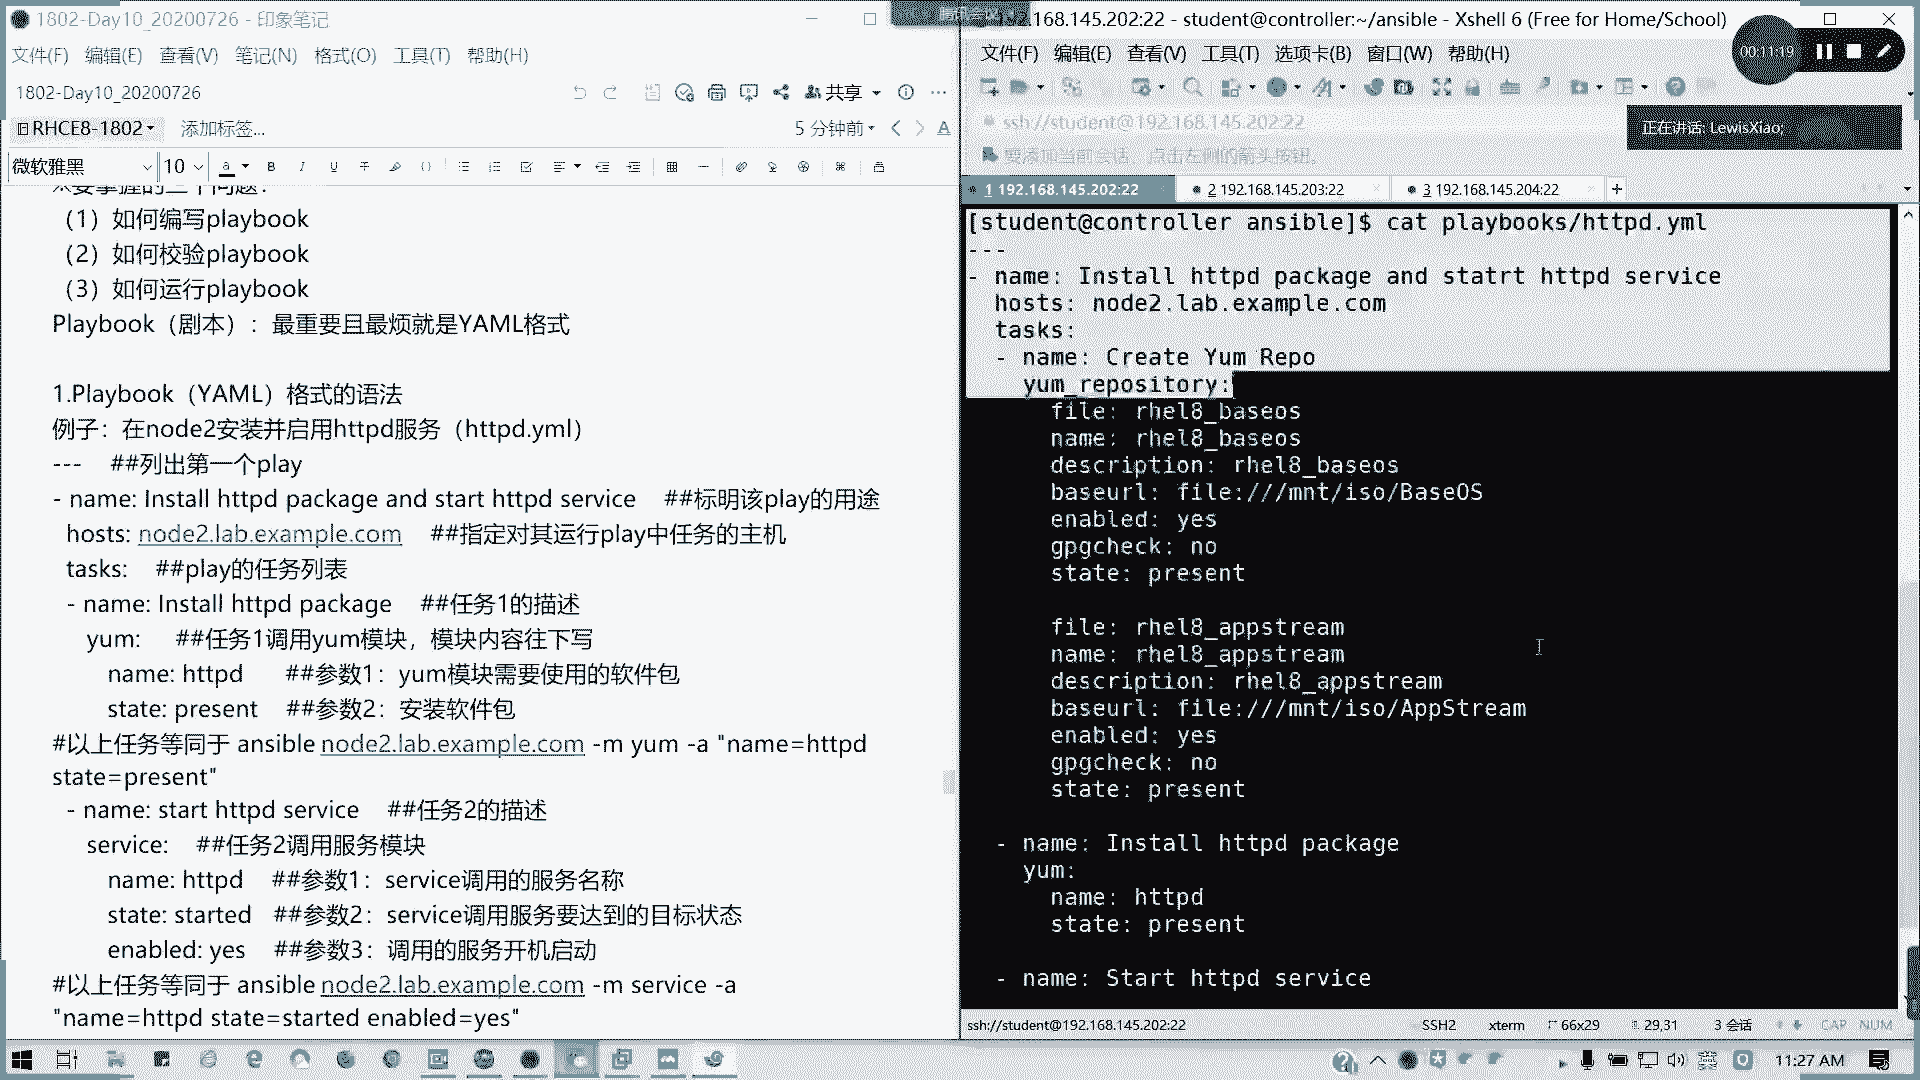 1802-Day10_20200726 - 印象笔记
文件(F) 编辑(E) 查看(V) 笔记(N) 格式(O) 工具(T) 帮助(H)
1802-Day10_20200726
共享
RHCE8-1802 添加标签...
5 分钟前
微软雅黑 10
（1）如何编写playbook
（2）如何校验playbook
（3）如何运行playbook
Playbook（剧本）：最重要且最烦就是YAML格式
1.Playbook（YAML）格式的语法
例子：在node2安装并启用httpd服务（httpd.yml）
--- ##列出第一个play
- name: Install httpd package and start httpd service ##标明该play的用途
hosts: node2.lab.example.com ##指定对其运行play中任务的主机
tasks: ##play的任务列表
- name: Install httpd package ##任务1的描述
yum: ##任务1调用yum模块，模块内容往下写
name: httpd ##参数1：yum模块需要使用的软件包
state: present ##参数2：安装软件包
#以上任务等同于 ansible node2.lab.example.com -m yum -a "name=httpd
state=present"
- name: start httpd service ##任务2的描述
service: ##任务2调用服务模块
name: httpd ##参数1：service调用的服务名称
state: started ##参数2：service调用服务要达到的目标状态
enabled: yes ##参数3：调用的服务开机启动
#以上任务等同于 ansible node2.lab.example.com -m service -a
"name=httpd state=started enabled=yes"
.168.145.202:22 - student@controller:~/ansible - Xshell 6 (Free for Home/School)
文件(F) 编辑(E) 查看(V) 工具(T) 选项卡(B) 窗口(W) 帮助(H)
00:11:19
ssh://student@192.168.145.202:22
正在讲话: LewisXiao;
要添加当前会话，点击左侧的箭头按钮。
1 192.168.145.202:22
2 192.168.145.203:22
3 192.168.145.204:22
[student@controller ansible]$ cat playbooks/httpd.yml
---
- name: Install httpd package and statrt httpd service
hosts: node2.lab.example.com
tasks:
- name: Create Yum Repo
yum_repository:
file: rhel8_baseos
name: rhel8_baseos
description: rhel8_baseos
baseurl: file:///mnt/iso/BaseOS
enabled: yes
gpgcheck: no
state: present
file: rhel8_appstream
name: rhel8_appstream
description: rhel8_appstream
baseurl: file:///mnt/iso/AppStream
enabled: yes
gpgcheck: no
state: present
- name: Install httpd package
yum:
name: httpd
state: present
- name: Start httpd service
ssh://student@192.168.145.202:22 SSH2 xterm 66x29 29,31 3 会话 CAP NUM
英 11:27 AM